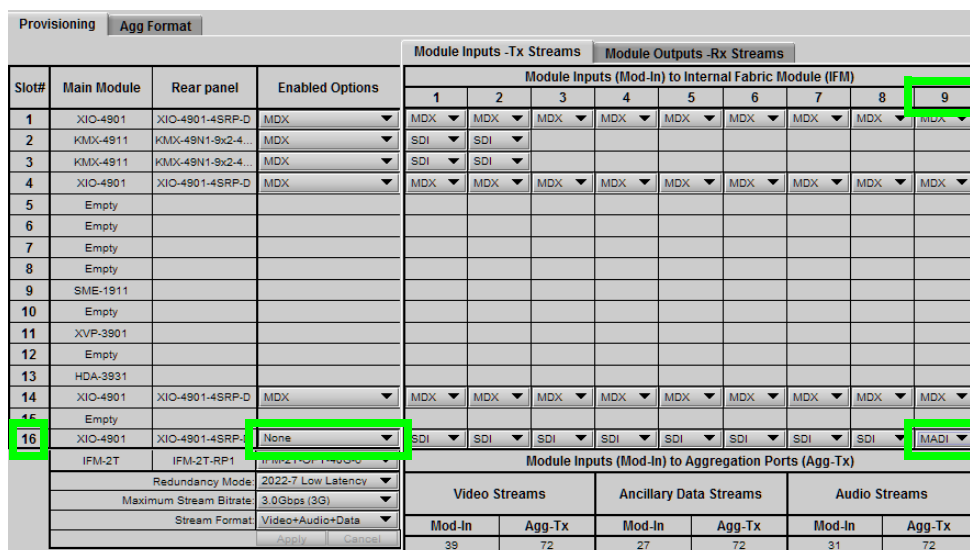 Provisioning Agg Format
Module Inputs -Tx Streams Module Outputs -Rx Streams
Slot# Main Module Rear panel Enabled Options Module Inputs (Mod-In) to Internal Fabric Module (IFM)
1 2 3 4 5 6 7 8 9
1 XIO-4901 XIO-4901-4SRP-D MDX MDX MDX MDX MDX MDX MDX MDX MDX MDX
2 KMX-4911 KMX-49N1-9x2-4... MDX SDI SDI
3 KMX-4911 KMX-49N1-9x2-4... MDX SDI SDI
4 XIO-4901 XIO-4901-4SRP-D MDX MDX MDX MDX MDX MDX MDX MDX MDX MDX
5 Empty
6 Empty
7 Empty
8 Empty
9 SME-1911
10 Empty
11 XVP-3901
12 Empty
13 HDA-3931
14 XIO-4901 XIO-4901-4SRP-D MDX MDX MDX MDX MDX MDX MDX MDX MDX MDX
15 Empty
16 XIO-4901 XIO-4901-4SRP-D None SDI SDI SDI SDI SDI SDI SDI SDI MADI
IFM-2T IFM-2T-RP1 Module Inputs (Mod-In) to Aggregation Ports (Agg-Tx)
Redundancy Mode: 2022-7 Low Latency
Maximum Stream Bitrate: 3.0Gbps (3G)
Stream Format: Video+Audio+Data
Apply Cancel
Video Streams Ancillary Data Streams Audio Streams
Mod-In Agg-Tx Mod-In Agg-Tx Mod-In Agg-Tx
39 72 27 72 31 72